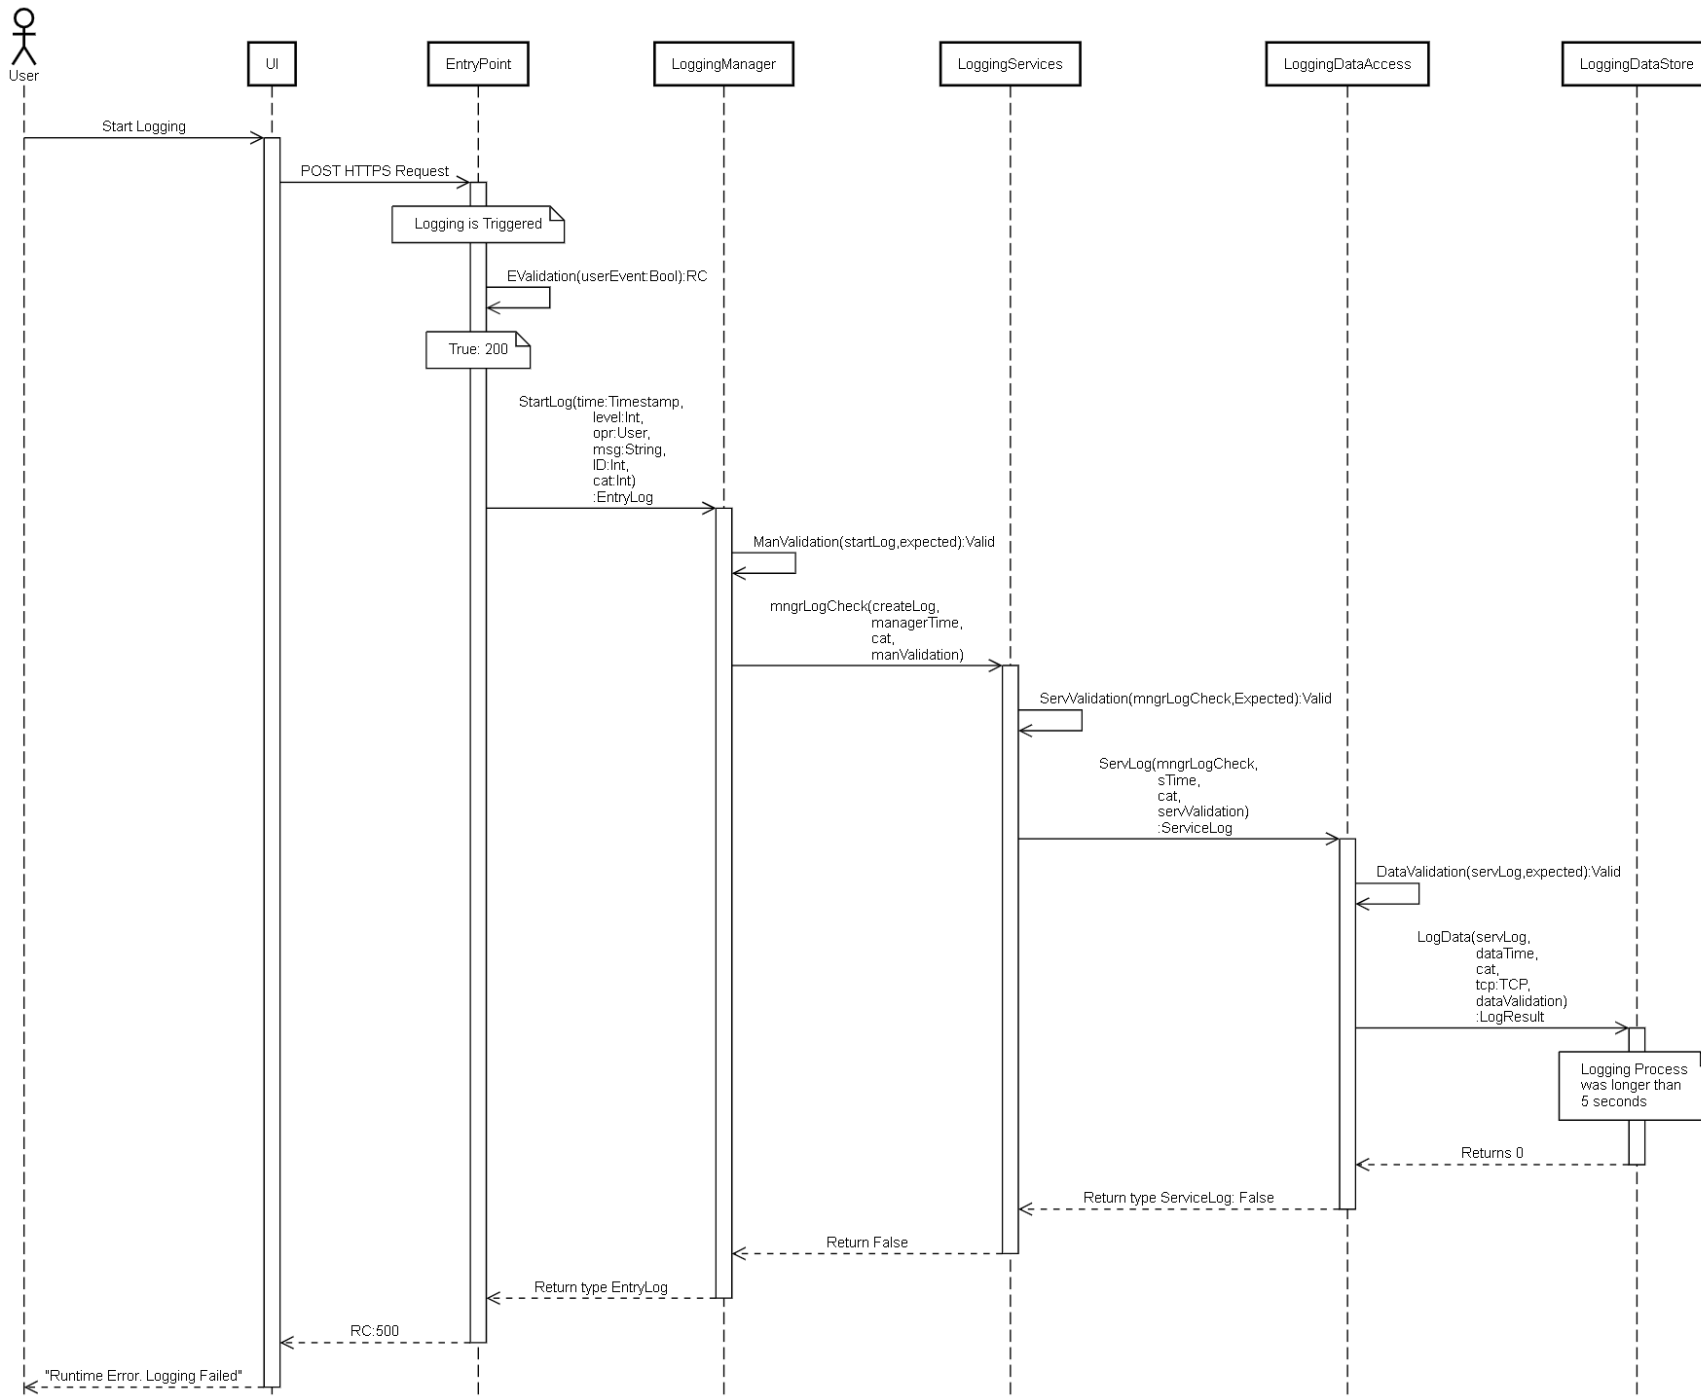 User
UI
EntryPoint
LoggingManager
LoggingServices
LoggingDataAccess
LoggingDataStore
Start Logging
POST HTTPS Request
Logging is Triggered
EValidation(userEvent:Bool):RC
True: 200
StartLog(time:Timestamp,
level:Int,
opr:User,
msg:String,
ID:Int,
cat:Int)
:EntryLog
ManValidation(startLog,expected):Valid
mngrLogCheck(createLog,
managerTime,
cat,
manValidation)
ServValidation(mngrLogCheck,Expected):Valid
ServLog(mngrLogCheck,
sTime,
cat,
servValidation)
:ServiceLog
DataValidation(servLog,expected):Valid
LogData(servLog,
dataTime,
cat,
tcp:TCP,
dataValidation)
:LogResult
Logging Process
was longer than
5 seconds
Returns 0
Return type ServiceLog: False
Return False
Return type EntryLog
RC:500
"Runtime Error. Logging Failed"